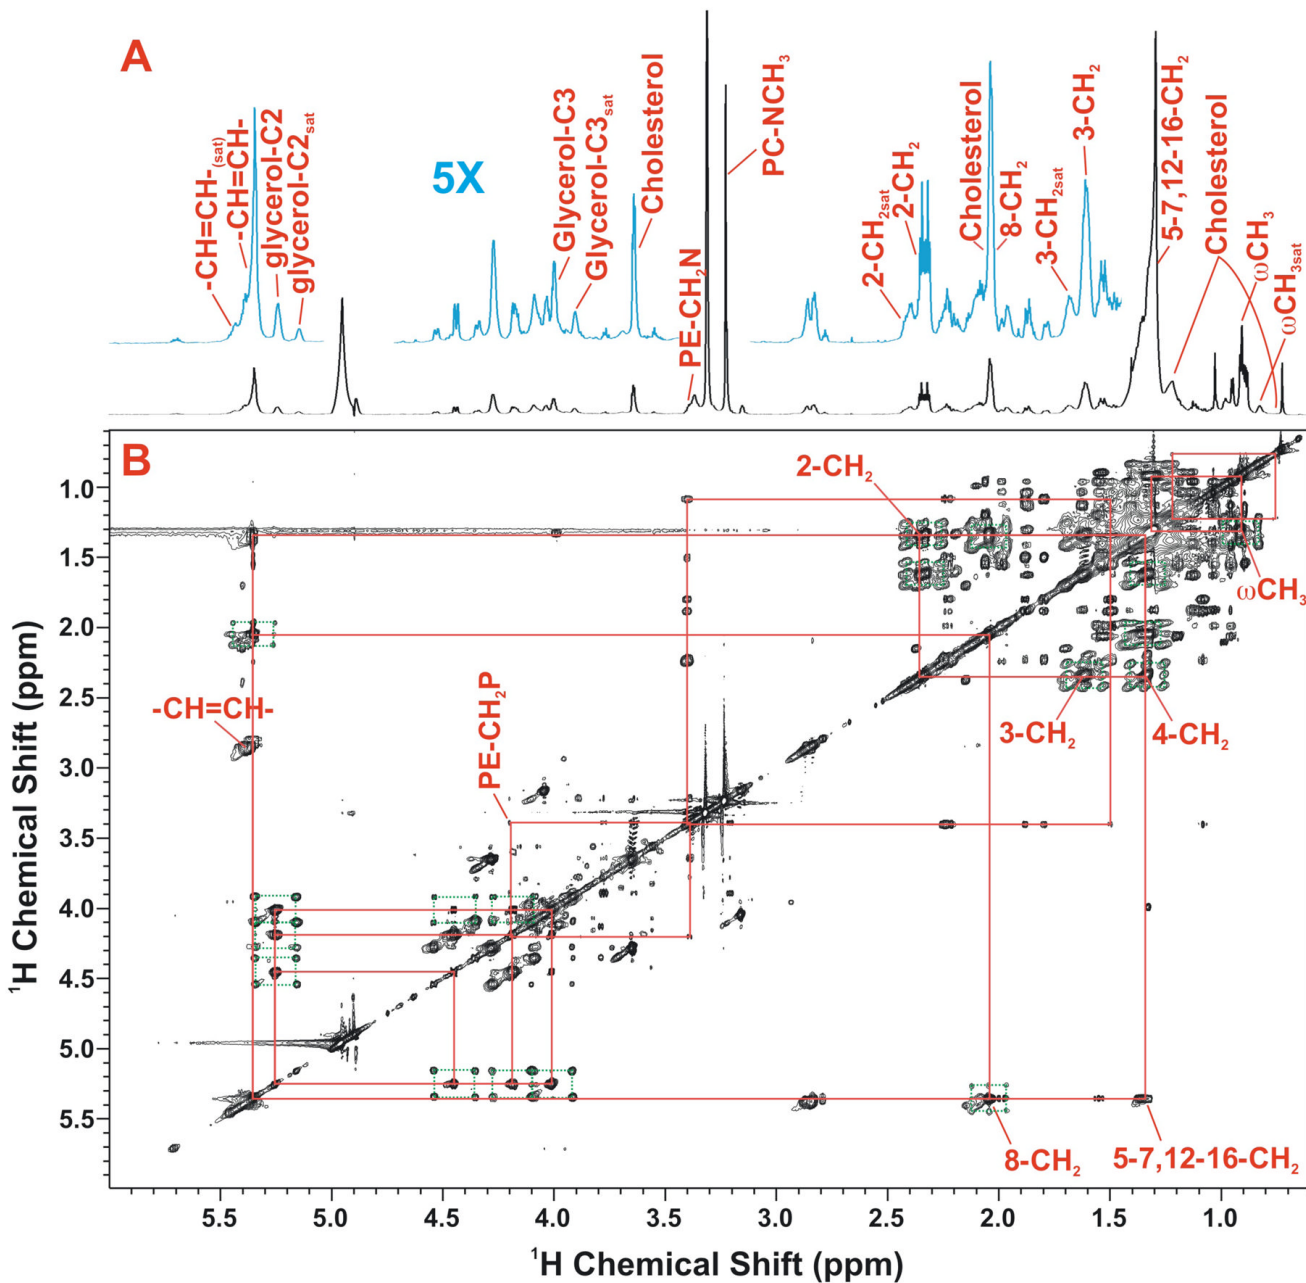 A
-CH=CH-(sat)
-CH=CH-
glycerol-C2
glycerol-C2sat
5X
Glycerol-C3
Glycerol-C3sat
Cholesterol
PE-CH2N
PC-NCH3
2-CH2sat
2-CH2
Cholesterol
8-CH2
3-CH2sat
3-CH2
5-7,12-16-CH2
Cholesterol
ωCH3
ωCH3sat
B
2-CH2
ωCH3
-CH=CH-
PE-CH2P
3-CH2
4-CH2
8-CH2
5-7,12-16-CH2
1.0
1.5
2.0
2.5
3.0
3.5
4.0
4.5
5.0
5.5
1H Chemical Shift (ppm)
5.5 5.0 4.5 4.0 3.5 3.0 2.5 2.0 1.5 1.0
1H Chemical Shift (ppm)